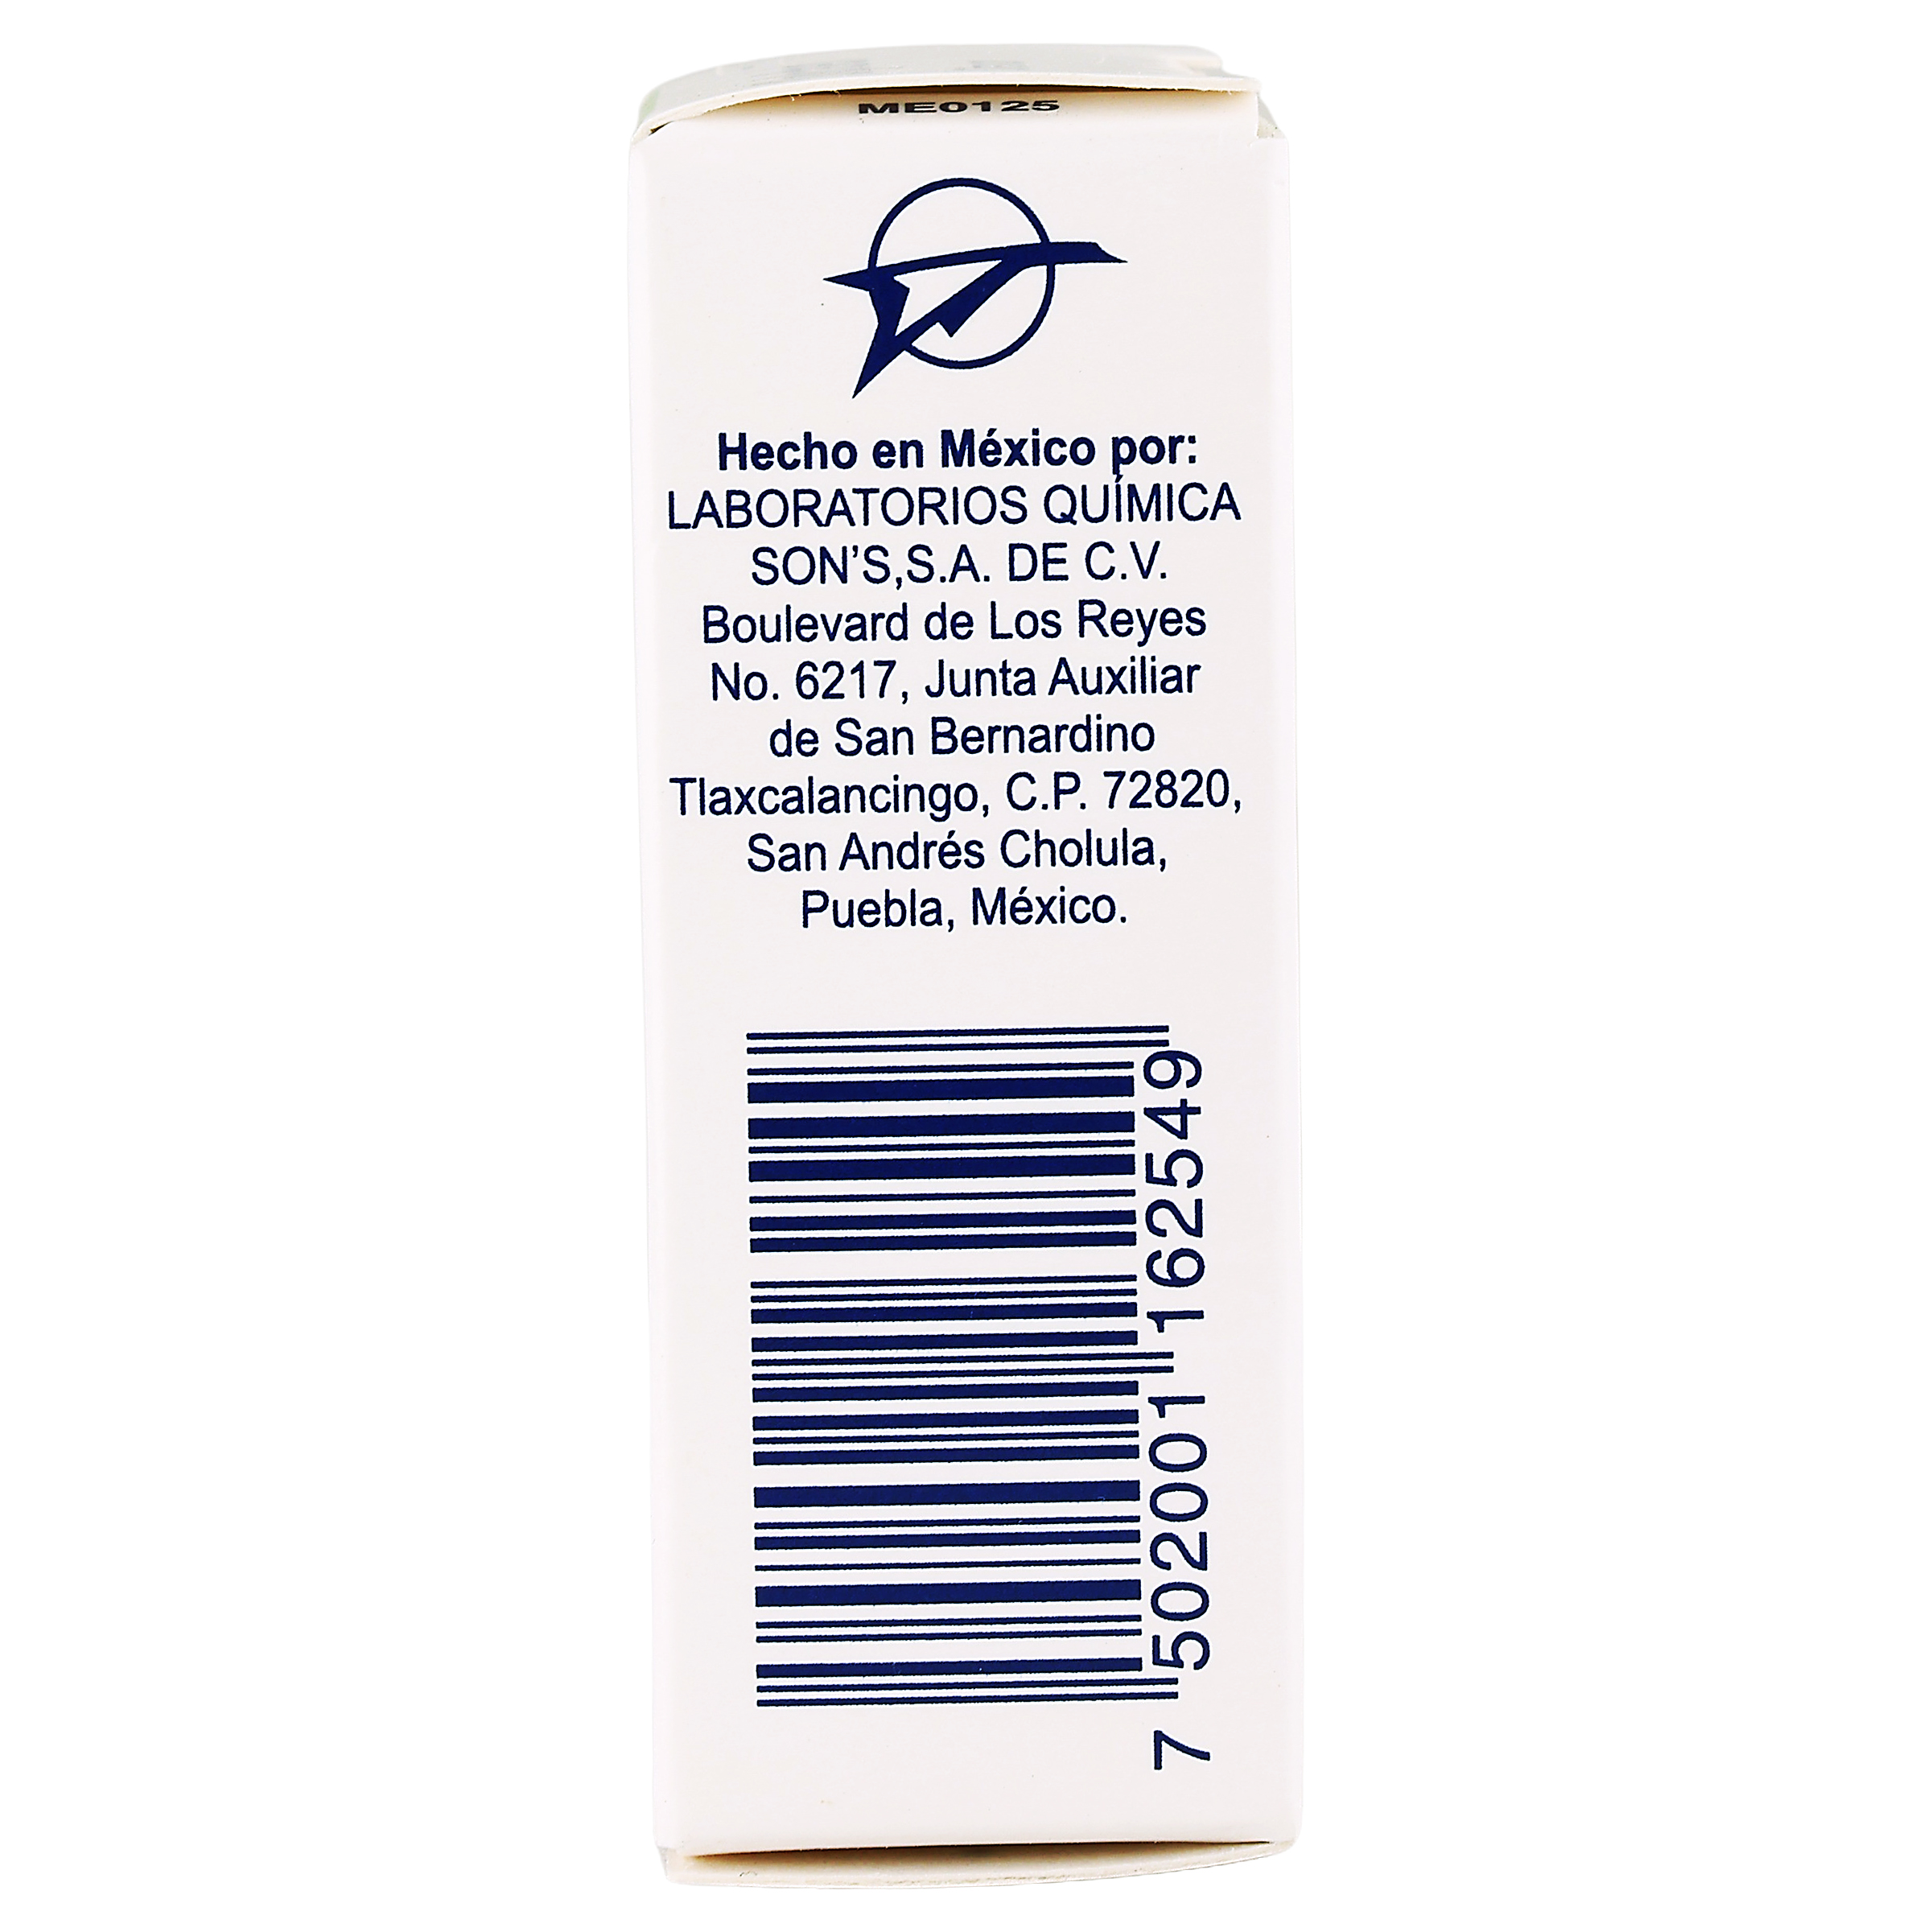 ME0125
Hecho en México por:
LABORATORIOS QUÍMICA
SON'S,S.A. DE C.V.
Boulevard de Los Reyes
No. 6217, Junta Auxiliar
de San Bernardino
Tlaxcalancingo, C.P. 72820,
San Andrés Cholula,
Puebla, México.
7 502001 162549